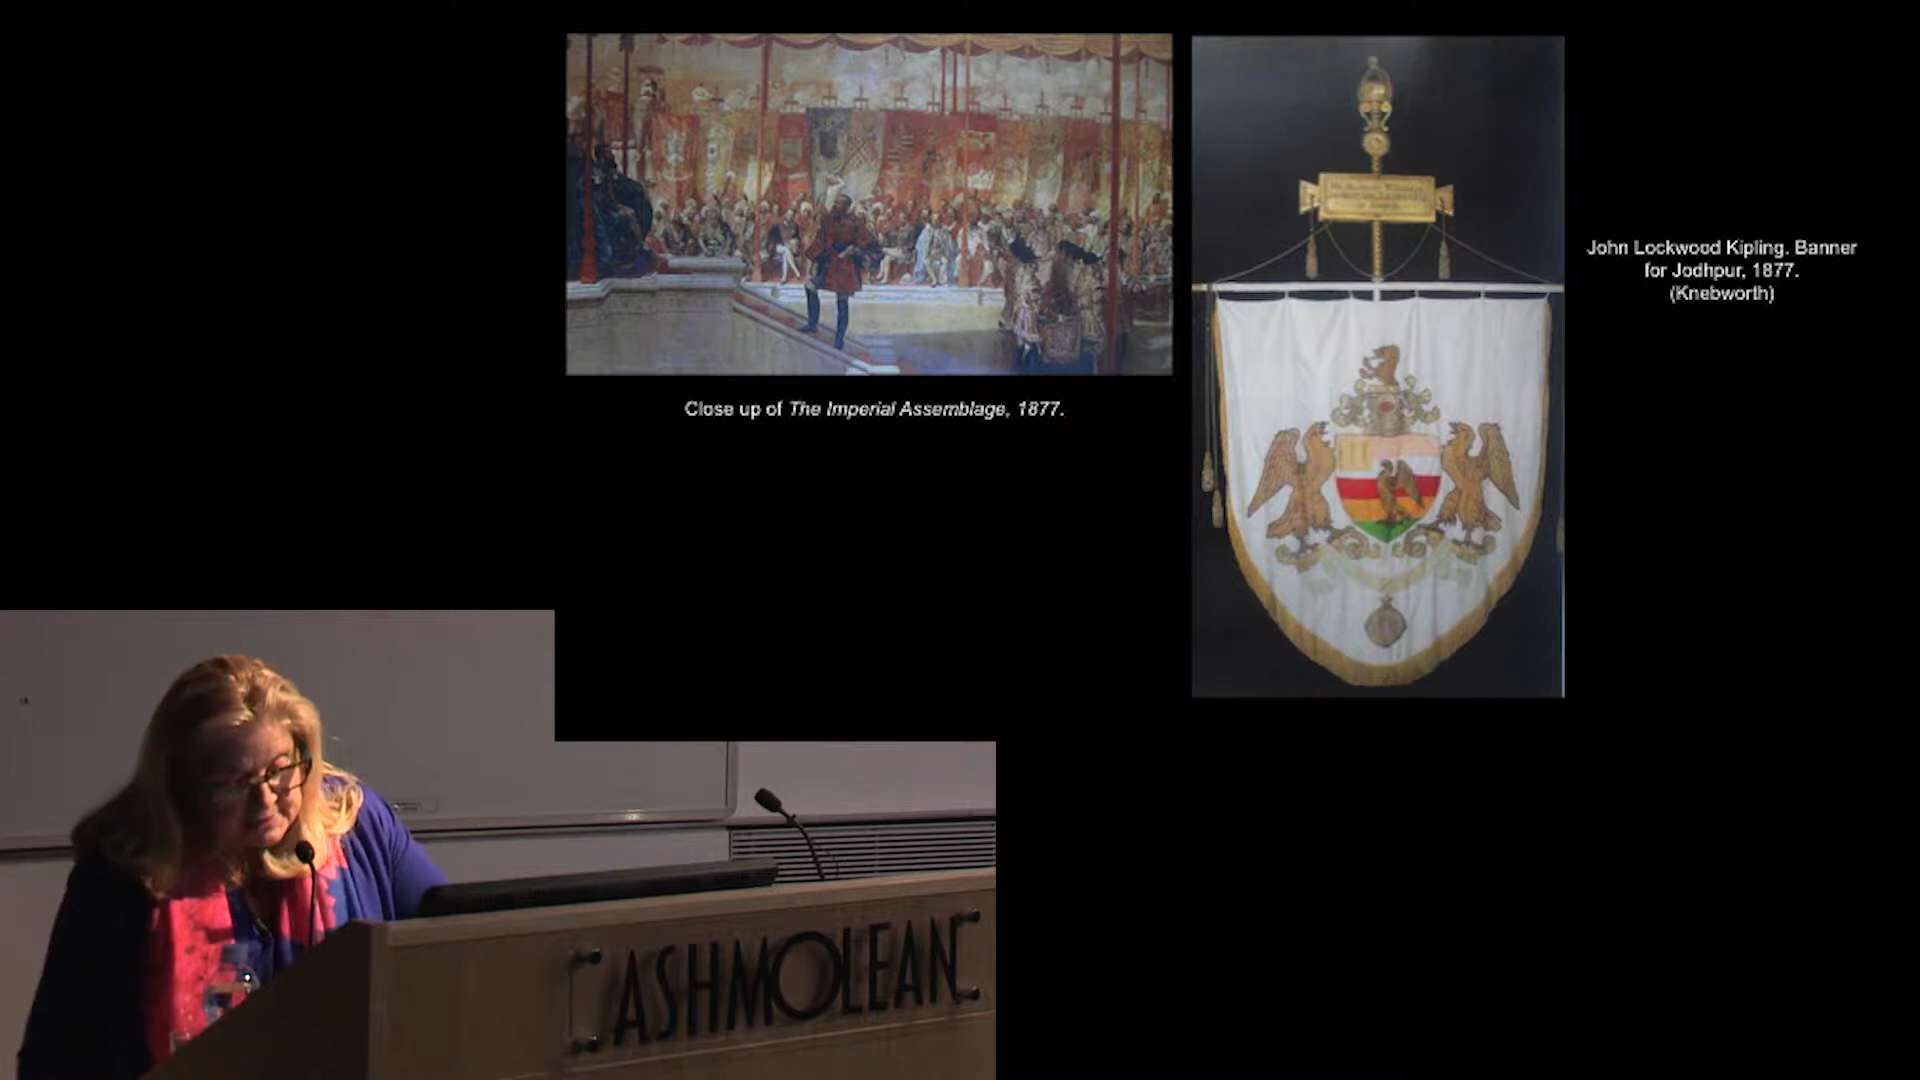 John Lockwood Kipling. Banner
for Jodhpur, 1877.
(Knebworth)
Close up of The Imperial Assemblage, 1877.
ASHMOLEAN